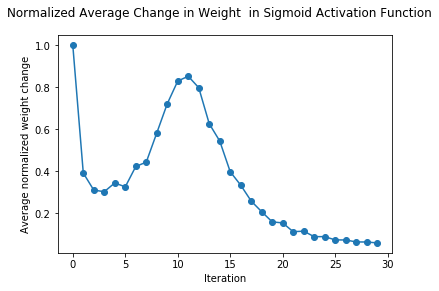 Normalized Average Change in Weight  in Sigmoid Activation Function
1.0
0.8
0.6
0.4
0.2
Average normalized weight change
0 5 10 15 20 25 30
Iteration